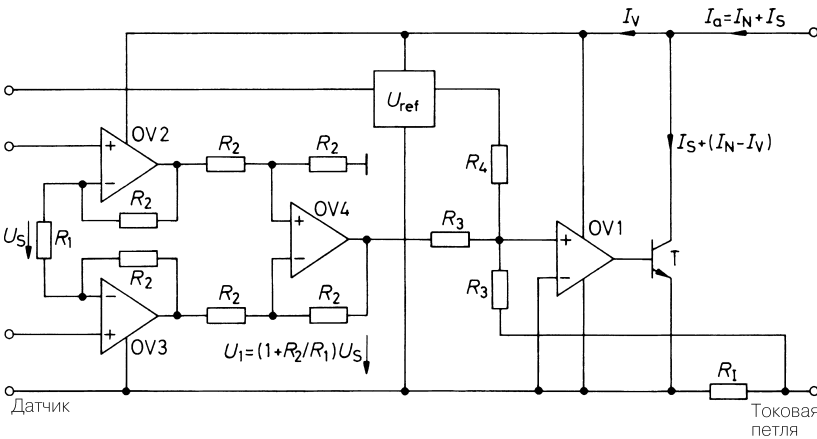 I_V
I_a=I_N+I_S
U_ref
OV2
R_2
R_2
R_4
I_S+(I_N-I_V)
+
−
R_2
OV4
R_3
OV1
U_S
R_1
+
+
T
R_2
−
−
R_3
−
R_2
R_2
+
OV3
U_1=(1+R_2/R_1)U_S
R_I
Датчик
Токовая
петля